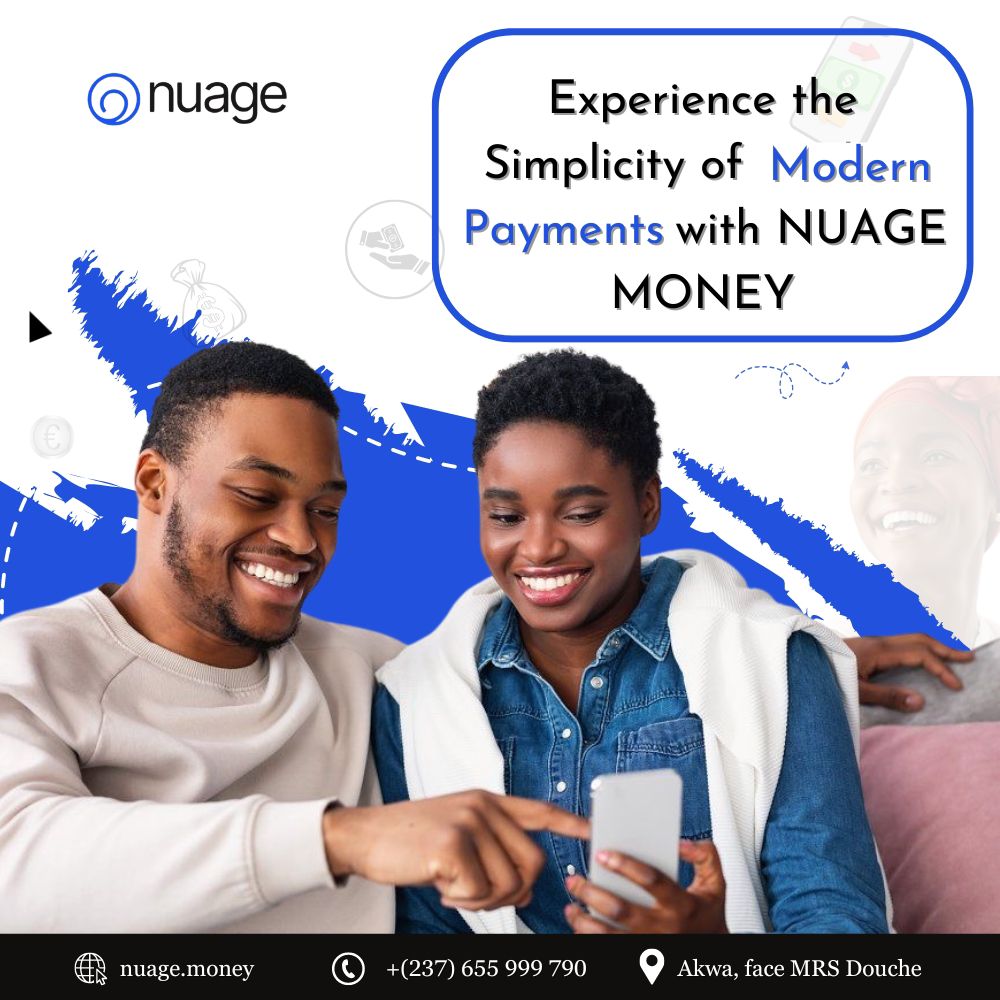 nuage
Experience the
Simplicity of Modern
Payments with NUAGE
MONEY
$
$
€
nuage.money
+(237) 655 999 790
Akwa, face MRS Douche